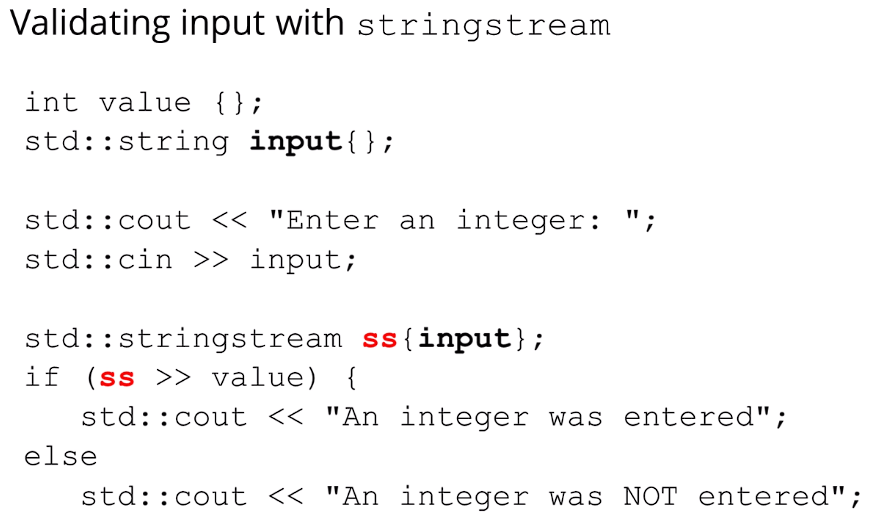 Validating input with stringstream
int value {};
std::string input{};
std::cout << "Enter an integer: ";
std::cin >> input;
std::stringstream ss{input};
if (ss >> value) {
std::cout << "An integer was entered";
else
std::cout << "An integer was NOT entered";